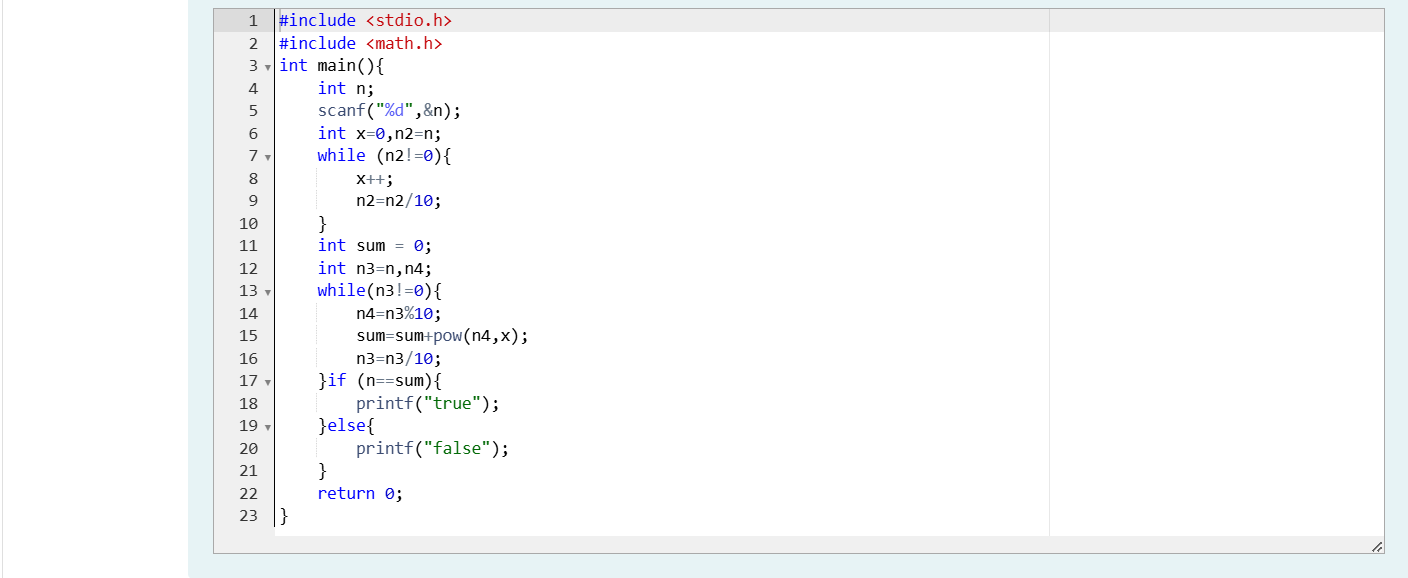 1 #include <stdio.h>
2 #include <math.h>
3 int main(){
4     int n;
5     scanf("%d",&n);
6     int x=0,n2=n;
7     while (n2!=0){
8         x++;
9         n2=n2/10;
10     }
11     int sum = 0;
12     int n3=n,n4;
13     while(n3!=0){
14         n4=n3%10;
15         sum=sum+pow(n4,x);
16         n3=n3/10;
17     }if (n==sum){
18         printf("true");
19     }else{
20         printf("false");
21     }
22     return 0;
23 }